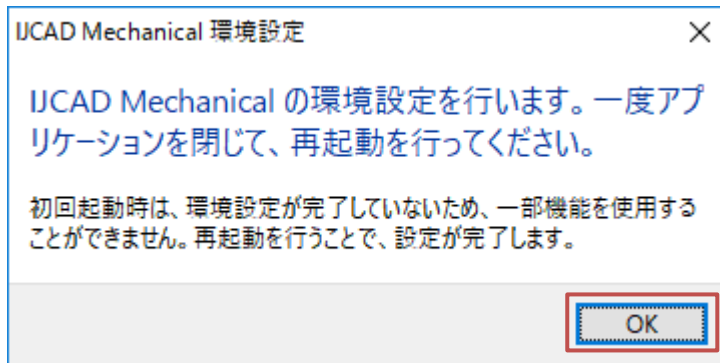 IJCAD Mechanical 環境設定
IJCAD Mechanical の環境設定を行います。一度アプ
リケーションを閉じて、再起動を行ってください。
初回起動時は、環境設定が完了していないため、一部機能を使用する
ことができません。再起動を行うことで、設定が完了します。
OK